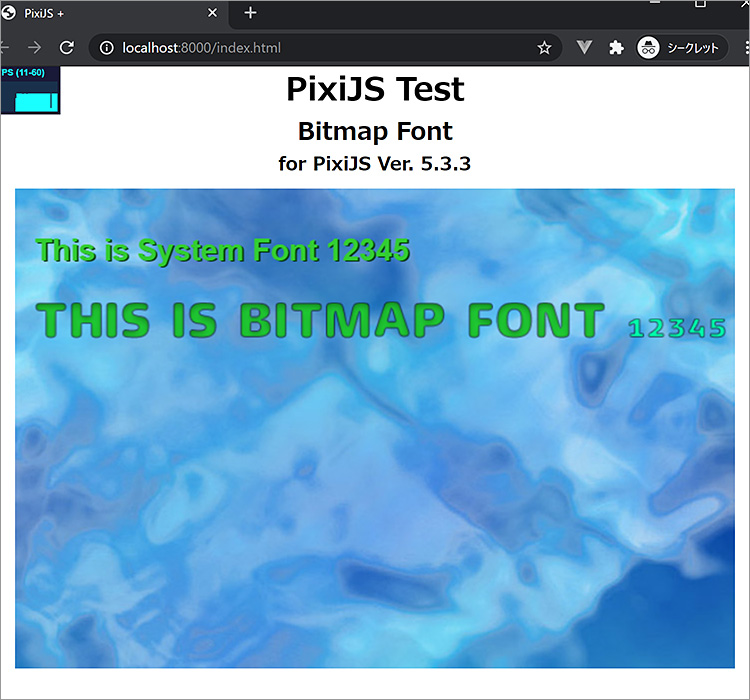 PixiJS +
localhost:8000/index.html
シークレット
PS (11-60)
PixiJS Test
Bitmap Font
for PixiJS Ver. 5.3.3
This is System Font 12345
THIS IS BITMAP FONT 12345